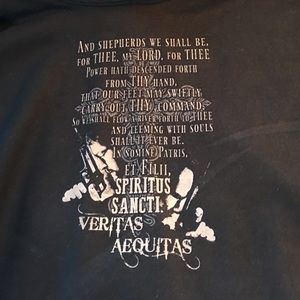 And shepherds we shall be,
for THEE, my LORD, for THEE
Power hath descended forth
from THY hand,
that our feet may swiftly
carry out THY command,
So we shall flow a river forth to THEE
and teeming with souls
shall it ever be.
In nomine Patris,
et Filii,
Spiritus
Sancti.
VERITAS
AEQUITAS